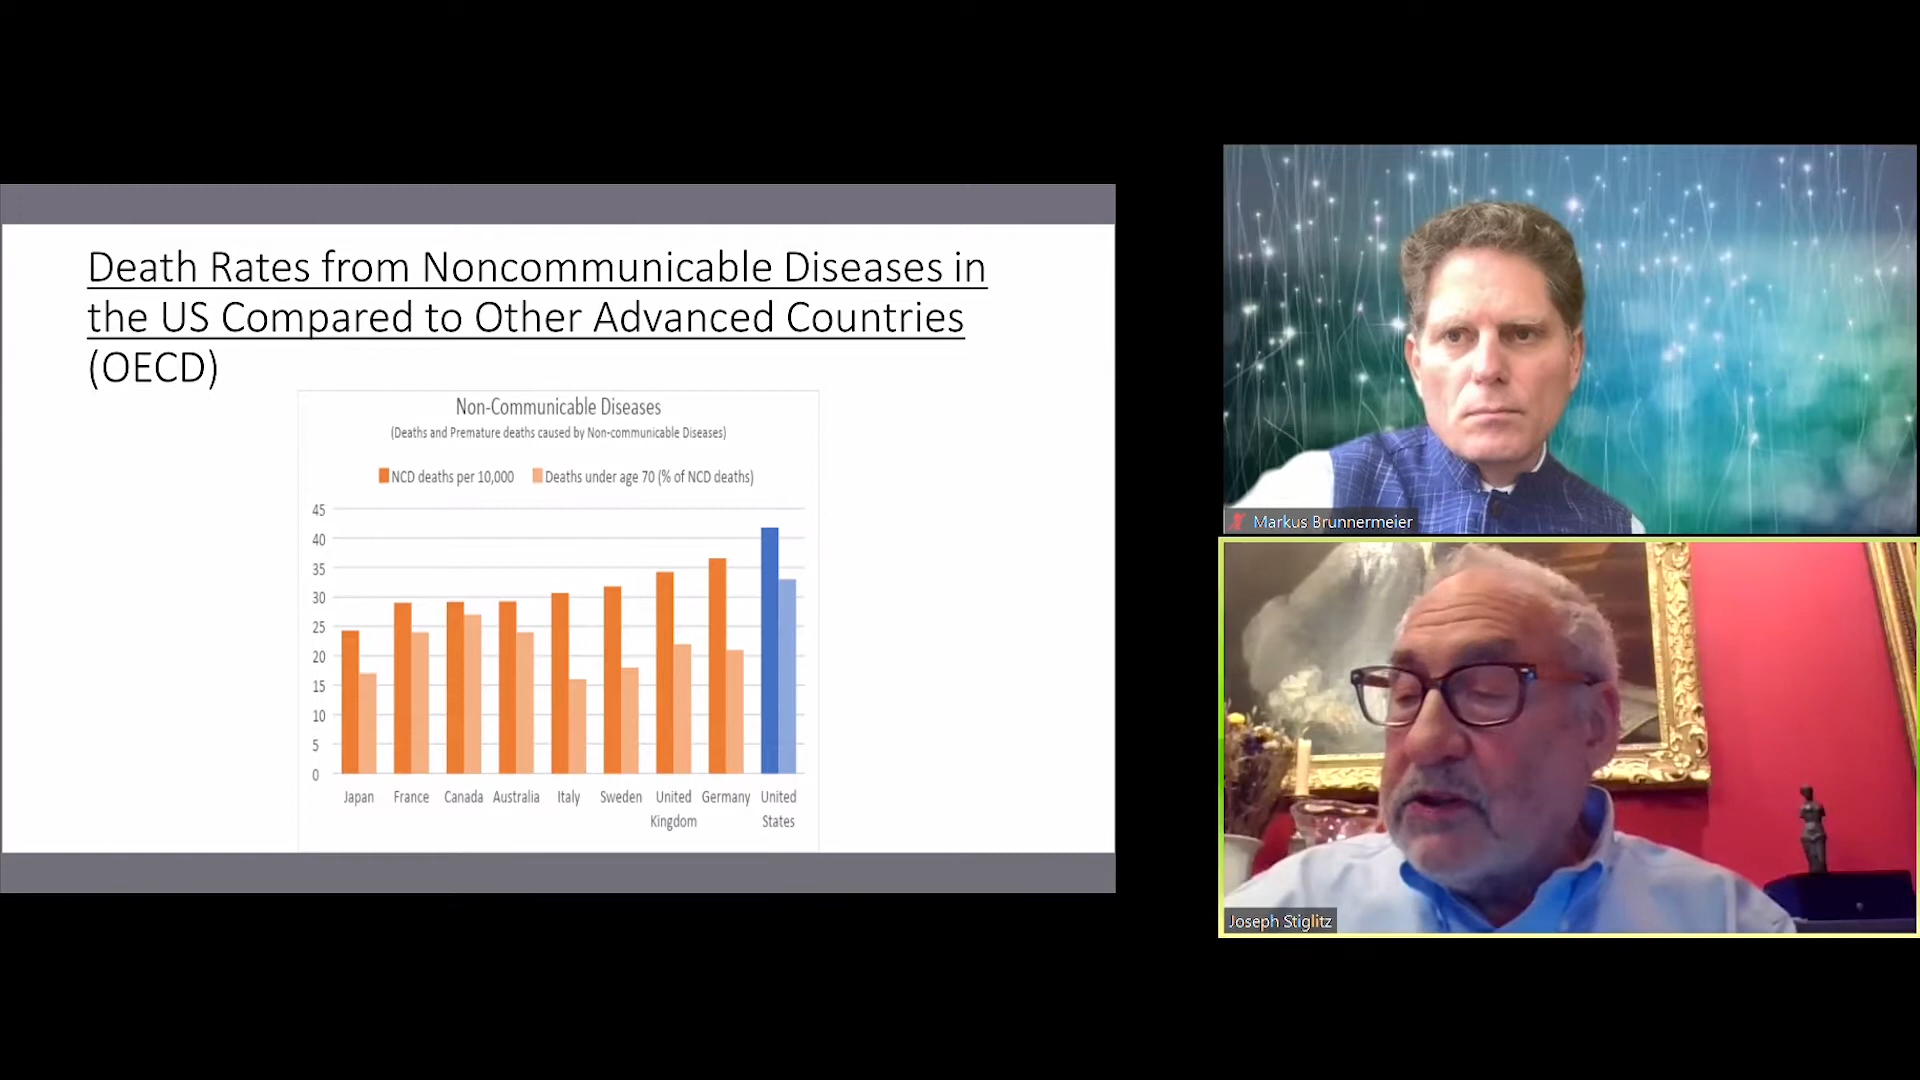 Death Rates from Noncommunicable Diseases in
the US Compared to Other Advanced Countries
(OECD)
Non-Communicable Diseases
(Deaths and Premature deaths caused by Non-communicable Diseases)
NCD deaths per 10,000 Deaths under age 70 (% of NCD deaths)
45
40
35
30
25
20
15
10
5
0
Japan France Canada Australia Italy Sweden United Germany United
Kingdom States
Markus Brunnermeier
Joseph Stiglitz